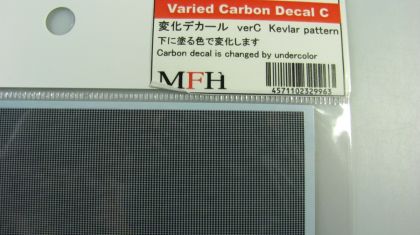 Varied Carbon Decal C
変化デカール verC Kevlar pattern
下に塗る色で変化します
Carbon decal is changed by undercolor
MFH
4571102329963